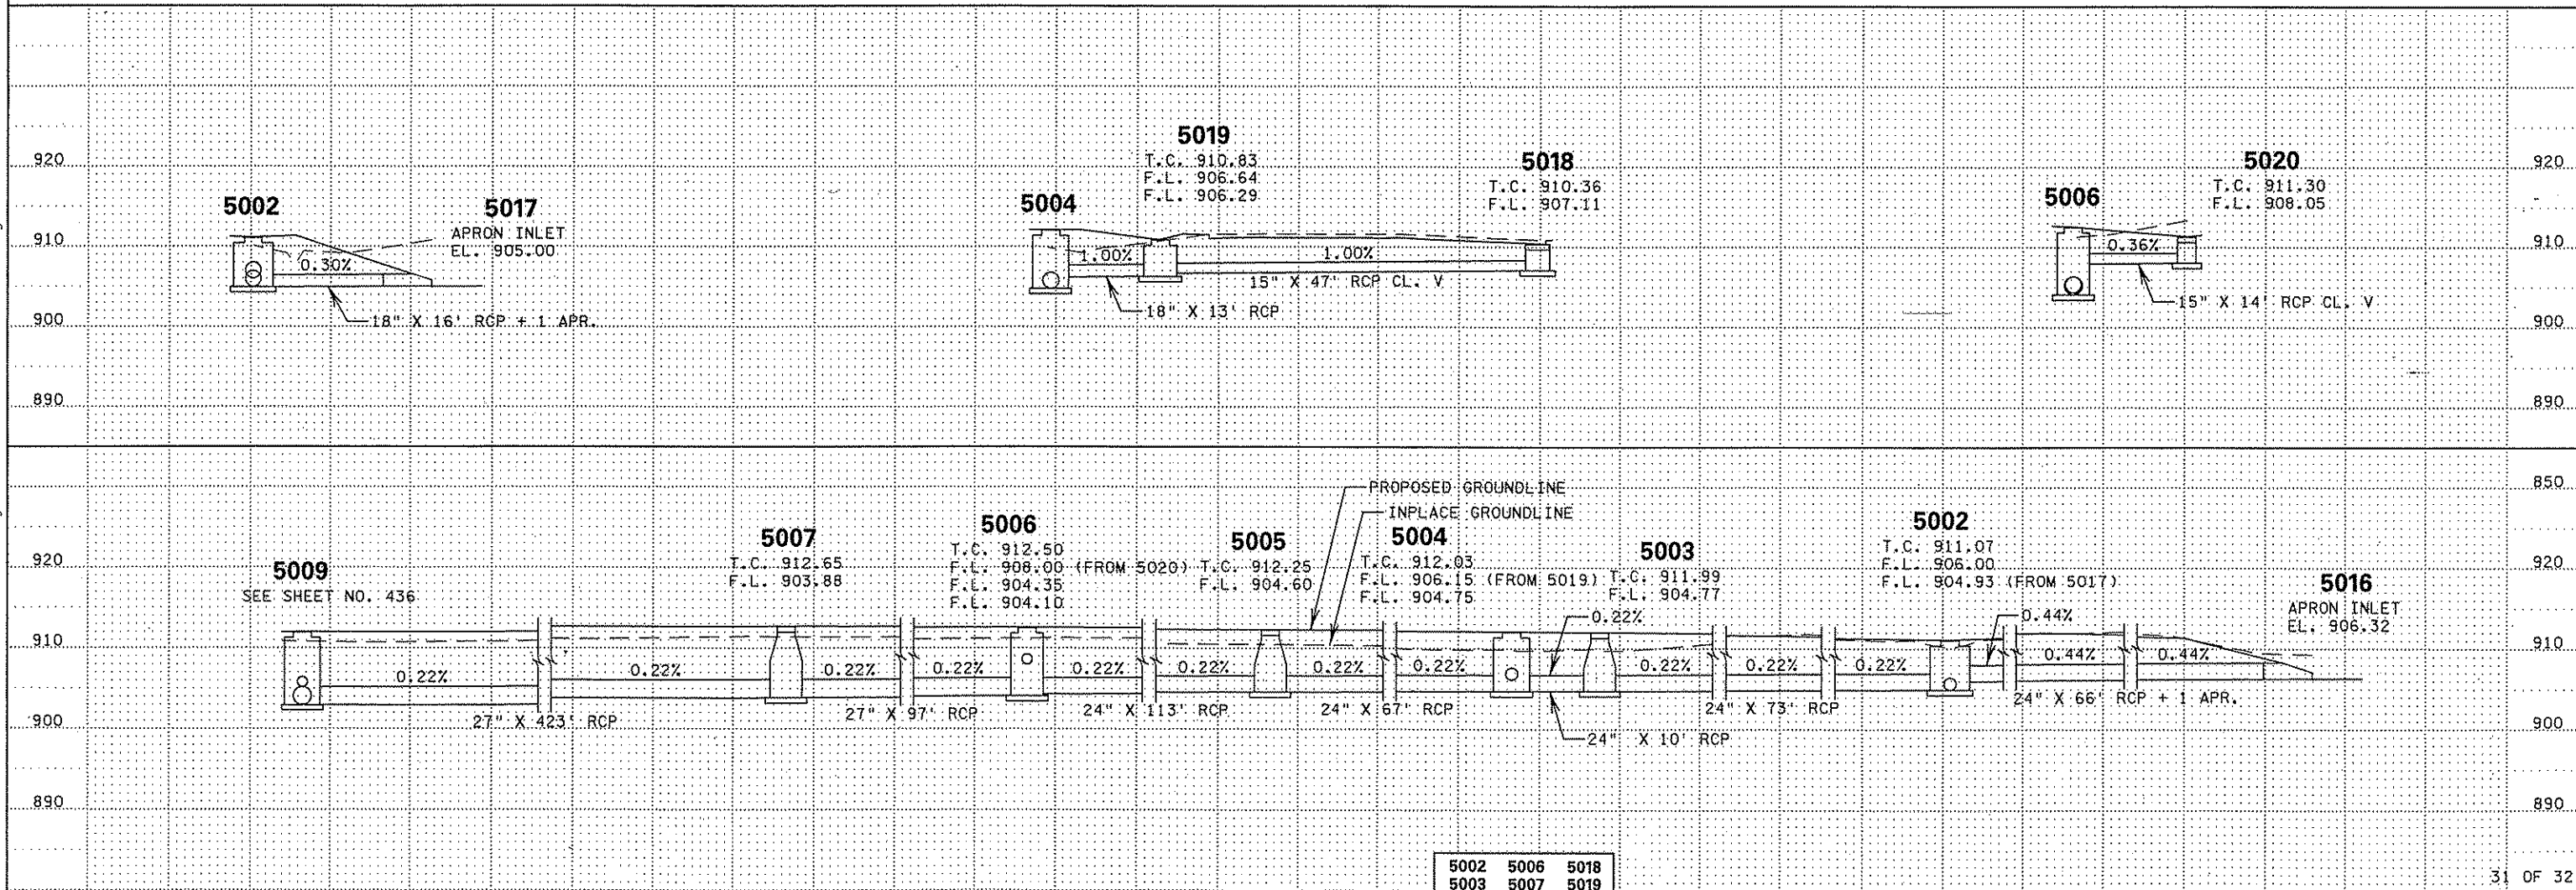 920
910
900
890
5002
0.30%
18" X 16' RCP + 1 APR.
5017
APRON INLET
EL. 905.00
5004
1.00%
18" X 13' RCP
5019
T.C. 910.83
F.L. 906.64
F.L. 906.29
1.00%
15" X 47' RCP CL. V
5018
T.C. 910.36
F.L. 907.11
5006
0.36%
15" X 14' RCP CL. V
5020
T.C. 911.30
F.L. 908.05
920
910
900
890
850
920
910
900
890
920
910
900
890
PROPOSED GROUNDLINE
INPLACE GROUNDLINE
5009
SEE SHEET NO. 436
0.22%
27" X 423' RCP
0.22%
5007
T.C. 912.65
F.L. 903.88
0.22%
27" X 97' RCP
0.22%
5006
T.C. 912.50
F.L. 908.00 (FROM 5020)
F.L. 904.35
F.L. 904.10
0.22%
24" X 113' RCP
0.22%
5005
T.C. 912.25
F.L. 904.60
0.22%
24" X 67' RCP
0.22%
5004
T.C. 912.03
F.L. 906.15 (FROM 5019)
F.L. 904.75
0.22%
24" X 10' RCP
5003
T.C. 911.99
F.L. 904.77
0.22%
0.22%
24" X 73' RCP
0.22%
5002
T.C. 911.07
F.L. 906.00
F.L. 904.93 (FROM 5017)
0.44%
0.44%
0.44%
24" X 66' RCP + 1 APR.
5016
APRON INLET
EL. 906.32
5002 5006 5018
5003 5007 5019
31 OF 32